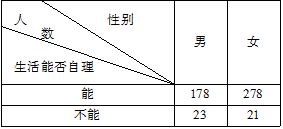 人数 性别
生活能否自理 男 女
能 178 278
不能 23 21